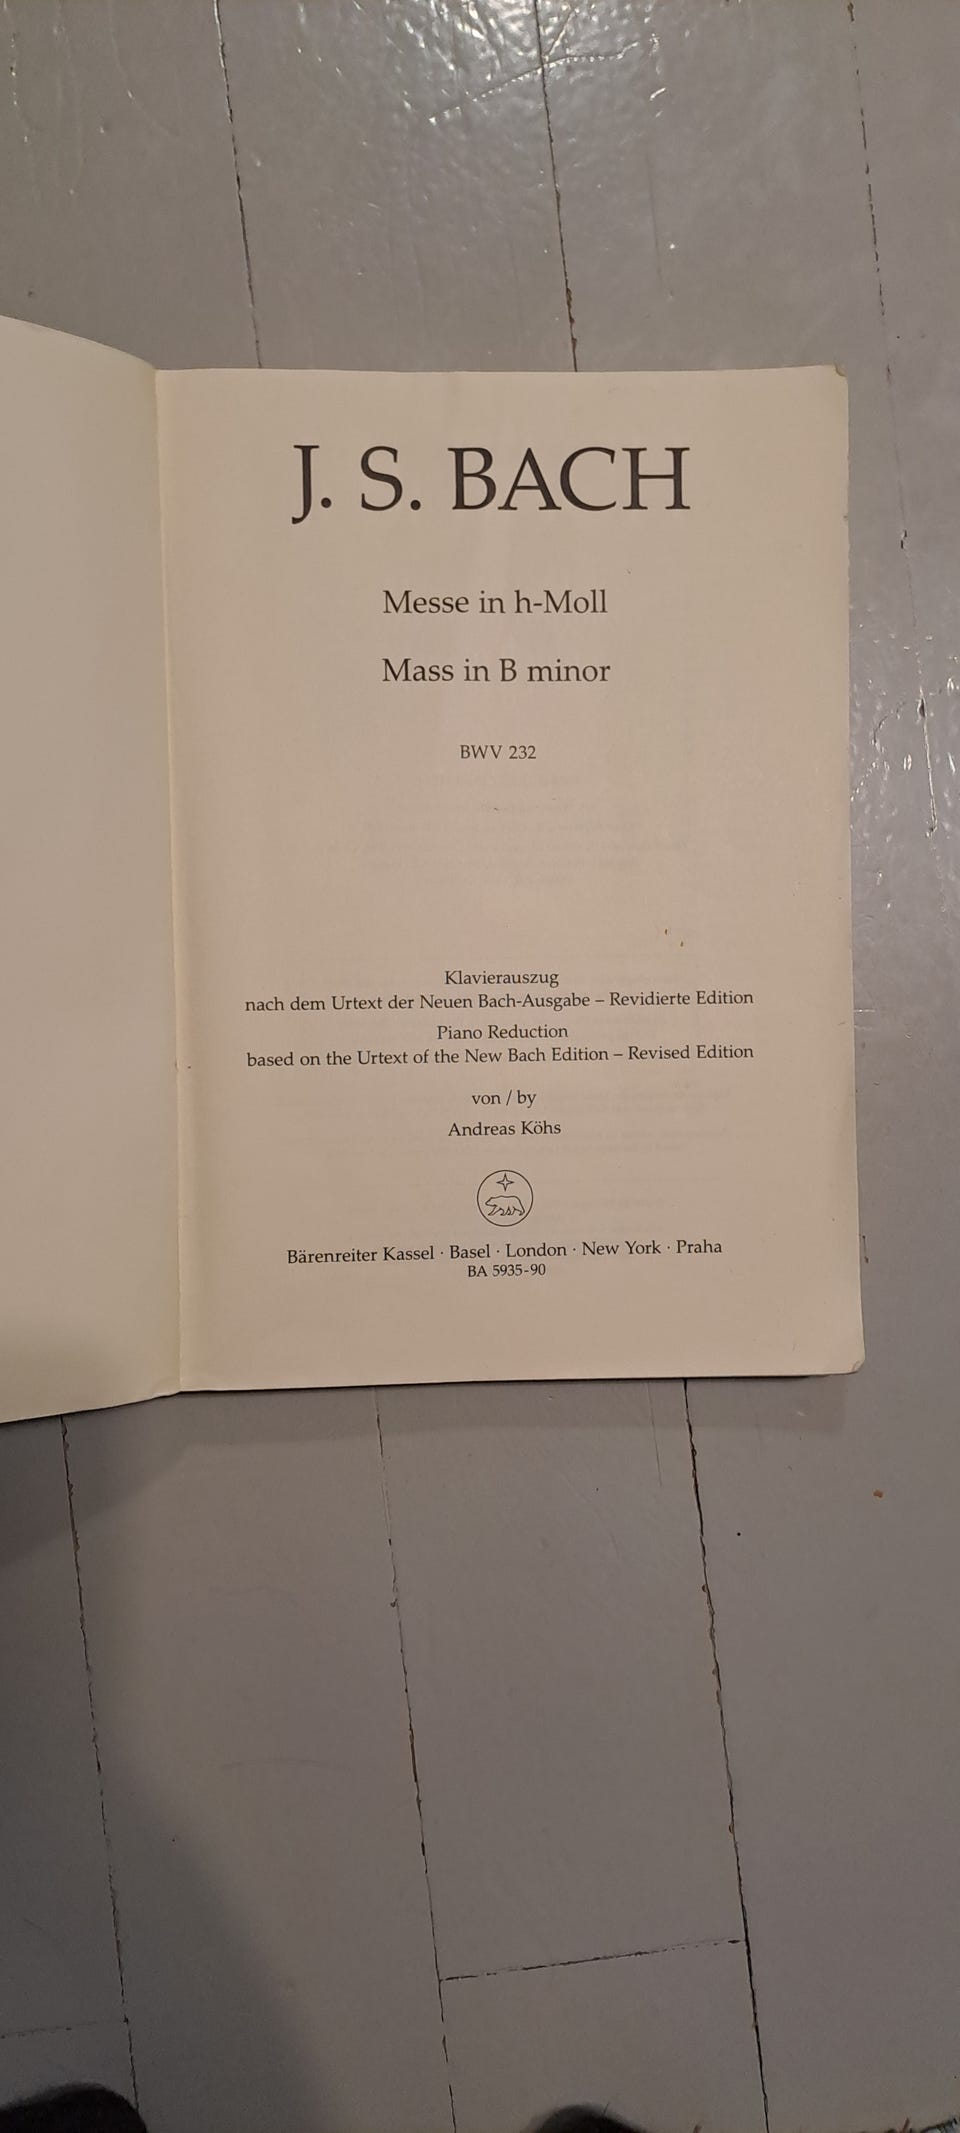 J. S. BACH
Messe in h-Moll
Mass in B minor
BWV 232
Klavierauszug
nach dem Urtext der Neuen Bach-Ausgabe – Revidierte Edition
Piano Reduction
based on the Urtext of the New Bach Edition – Revised Edition
von / by
Andreas Köhs
Bärenreiter Kassel · Basel · London · New York · Praha
BA 5935-90